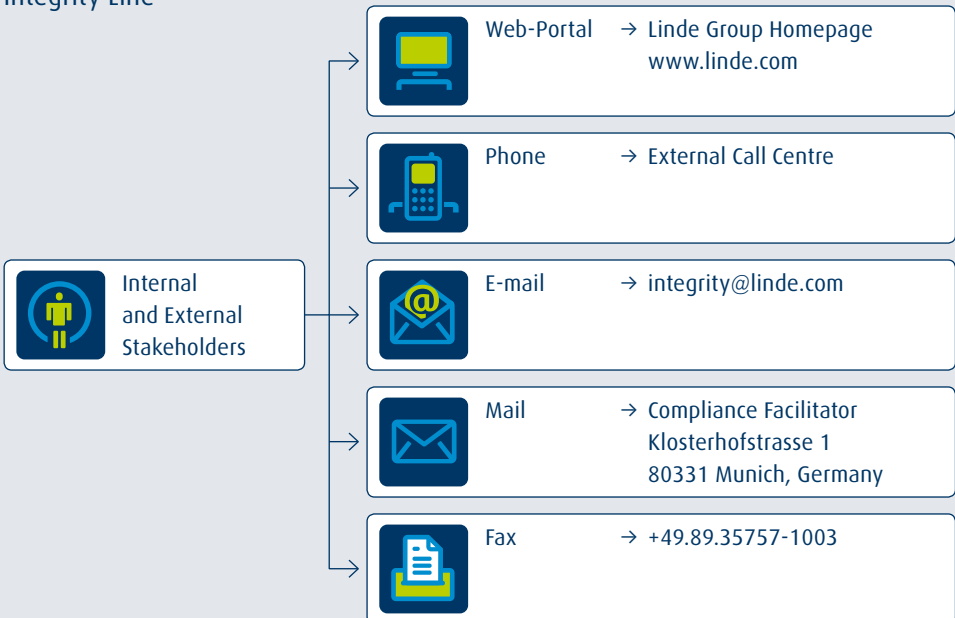 Integrity Line
Web-Portal → Linde Group Homepage
www.linde.com
Phone → External Call Centre
Internal
and External
Stakeholders
E-mail → integrity@linde.com
Mail → Compliance Facilitator
Klosterhofstrasse 1
80331 Munich, Germany
Fax → +49.89.35757-1003